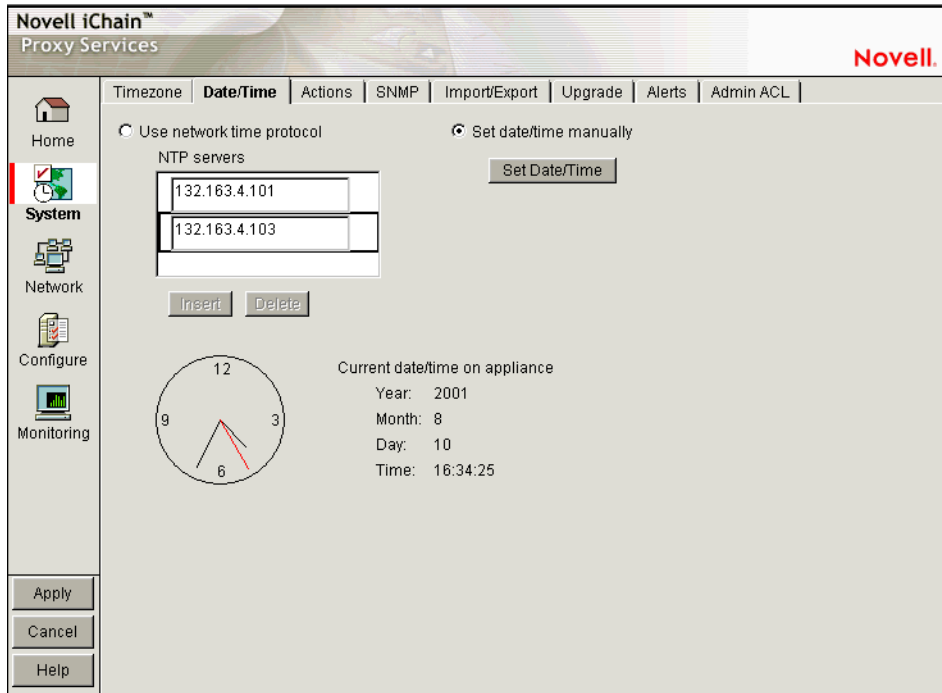 Novell iChain™
Proxy Services
Novell.
Timezone Date/Time Actions SNMP Import/Export Upgrade Alerts Admin ACL
Home
System
Network
Configure
Monitoring
Use network time protocol
Set date/time manually
NTP servers
Set Date/Time
132.163.4.101
132.163.4.103
Insert Delete
12
3
6
9
Current date/time on appliance
Year: 2001
Month: 8
Day: 10
Time: 16:34:25
Apply
Cancel
Help